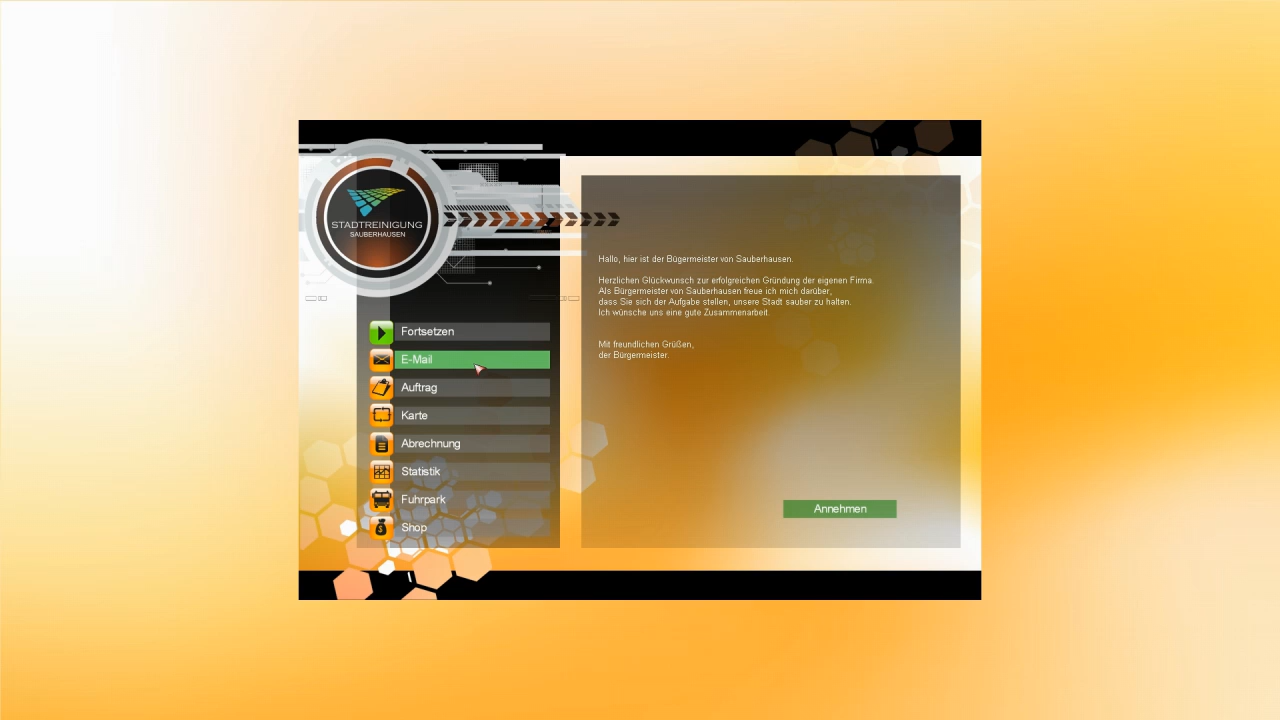 STADTREINIGUNG
SAUBERHAUSEN
Fortsetzen
E-Mail
Auftrag
Karte
Abrechnung
Statistik
Fuhrpark
Shop
Hallo, hier ist der Bügermeister von Sauberhausen.
Herzlichen Glückwunsch zur erfolgreichen Gründung der eigenen Firma.
Als Bürgermeister von Sauberhausen freue ich mich darüber,
dass Sie sich der Aufgabe stellen, unsere Stadt sauber zu halten.
Ich wünsche uns eine gute Zusammenarbeit.
Mit freundlichen Grüßen,
der Bürgermeister.
Annehmen